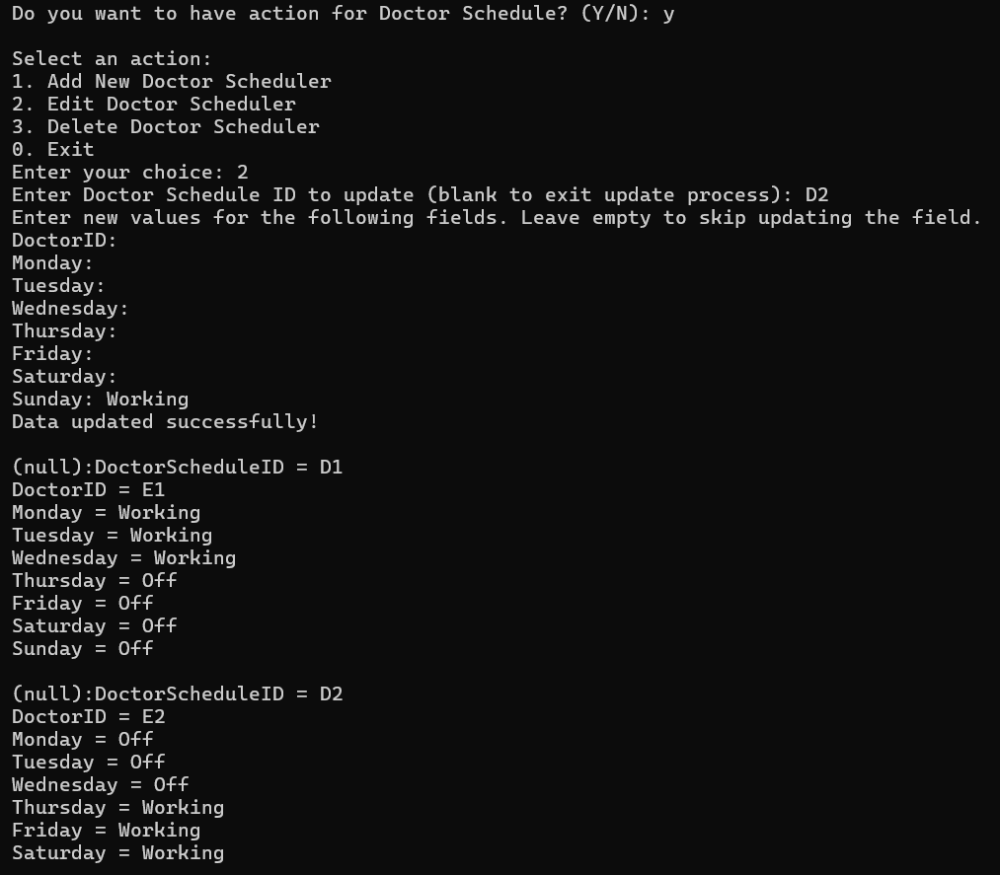 Do you want to have action for Doctor Schedule? (Y/N): y
Select an action:
1. Add New Doctor Scheduler
2. Edit Doctor Scheduler
3. Delete Doctor Scheduler
0. Exit
Enter your choice: 2
Enter Doctor Schedule ID to update (blank to exit update process): D2
Enter new values for the following fields. Leave empty to skip updating the field.
DoctorID:
Monday:
Tuesday:
Wednesday:
Thursday:
Friday:
Saturday:
Sunday: Working
Data updated successfully!
(null):DoctorScheduleID = D1
DoctorID = E1
Monday = Working
Tuesday = Working
Wednesday = Working
Thursday = Off
Friday = Off
Saturday = Off
Sunday = Off
(null):DoctorScheduleID = D2
DoctorID = E2
Monday = Off
Tuesday = Off
Wednesday = Off
Thursday = Working
Friday = Working
Saturday = Working